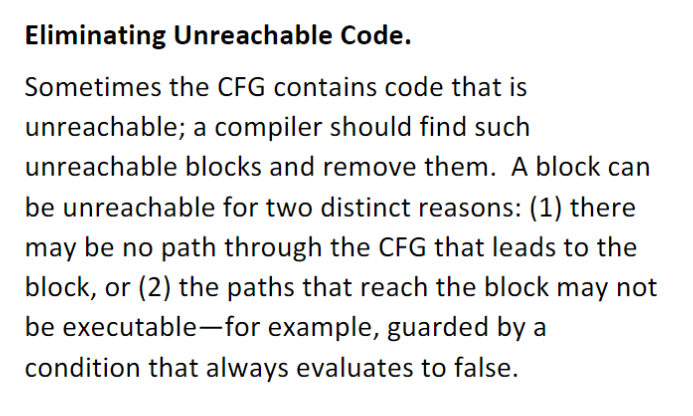 Eliminating Unreachable Code.
Sometimes the CFG contains code that is
unreachable; a compiler should find such
unreachable blocks and remove them.  A block can
be unreachable for two distinct reasons: (1) there
may be no path through the CFG that leads to the
block, or (2) the paths that reach the block may not
be executable—for example, guarded by a
condition that always evaluates to false.